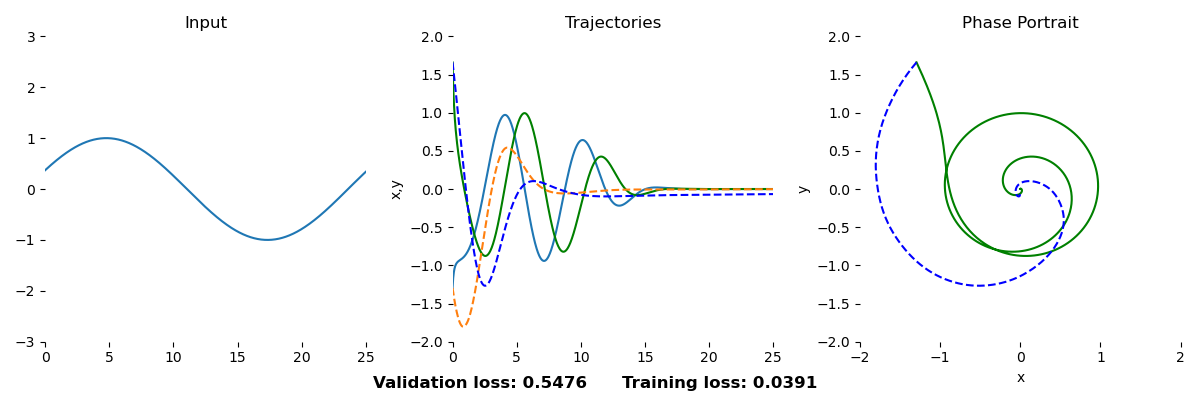 Input
3
2
1
0
−1
−2
−3
0 5 10 15 20 25
Trajectories
x,y
2.0
1.5
1.0
0.5
0.0
−0.5
−1.0
−1.5
−2.0
0 5 10 15 20 25
Phase Portrait
y
2.0
1.5
1.0
0.5
0.0
−0.5
−1.0
−1.5
−2.0
−2 −1 0 1 2
x
Validation loss: 0.5476 Training loss: 0.0391